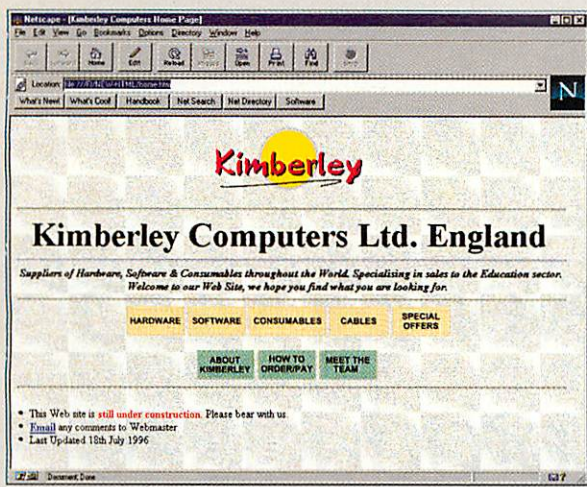 Netscape - [Kimberley Computers Home Page]
File Edit View Go Bookmarks Options Directory Window Help
Home Edit Reload Open Print Find
Location:
What's New! What's Cool! Handbook Net Search Net Directory Software
N
Kimberley
Kimberley Computers Ltd. England
Suppliers of Hardware, Software & Consumables throughout the World. Specialising in sales to the Education sector.
Welcome to our Web Site, we hope you find what you are looking for.
HARDWARE SOFTWARE CONSUMABLES CABLES SPECIAL OFFERS
ABOUT KIMBERLEY HOW TO ORDER/PAY MEET THE TEAM
• This Web site is still under construction. Please bear with us.
• Email any comments to Webmaster
• Last Updated 18th July 1996
Document: Done